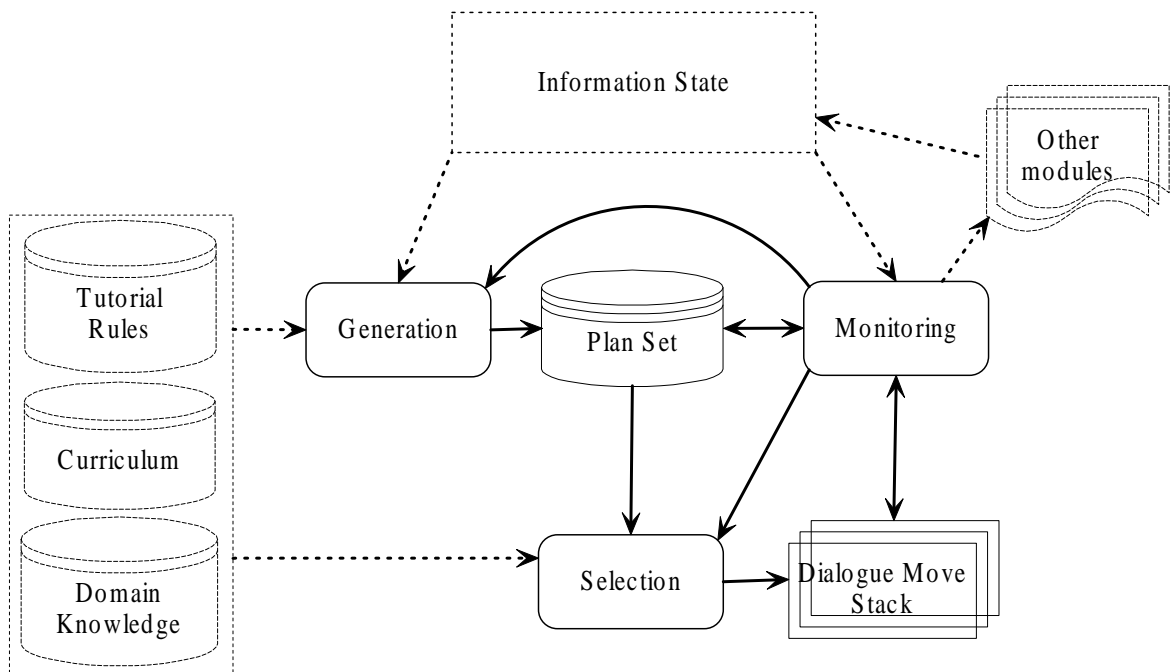 Information State
Other
modules
Tutorial
Rules
Generation
Plan Set
Monitoring
Curriculum
Domain
Knowledge
Selection
Dialogue Move
Stack